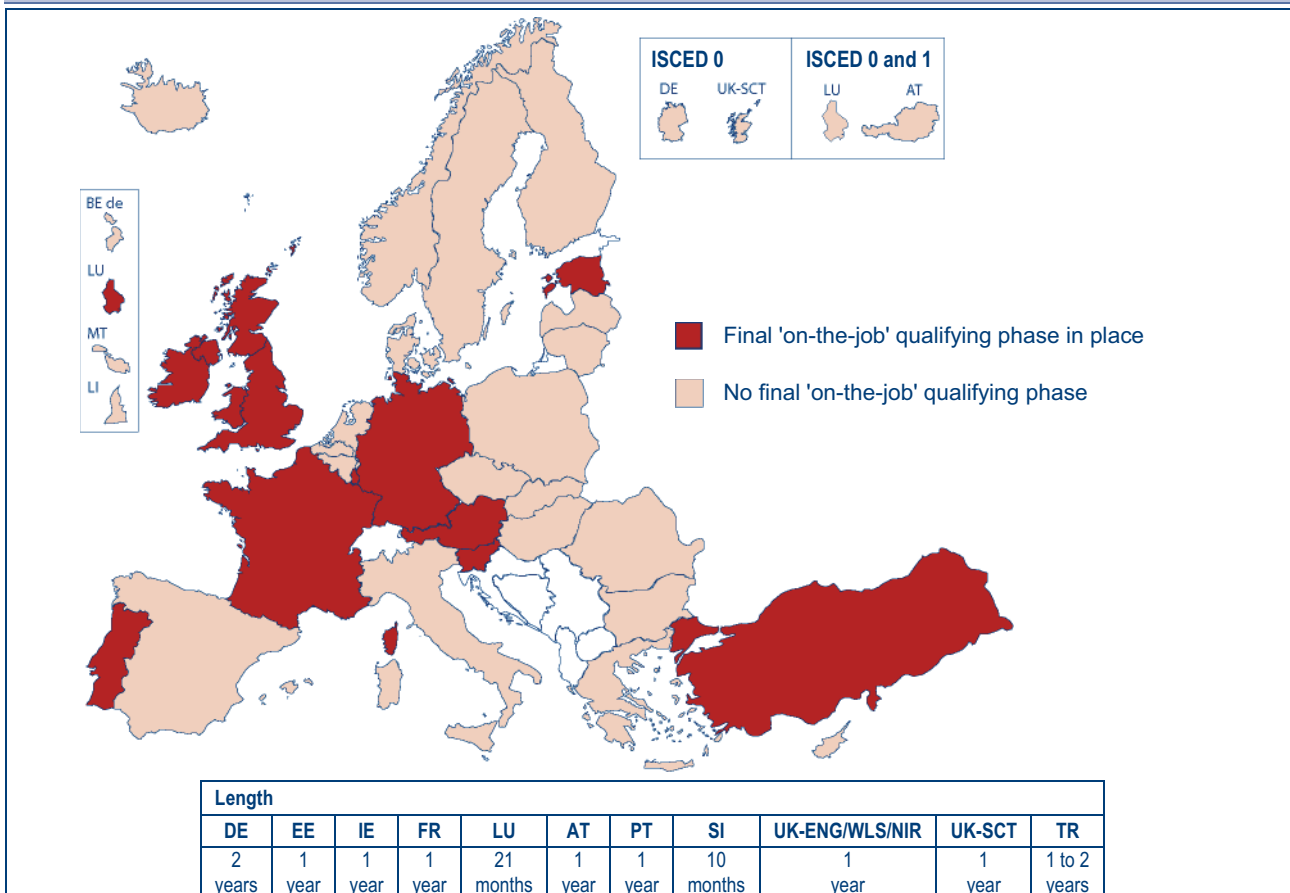 ISCED 0
ISCED 0 and 1
DE
UK-SCT
LU
AT
BE de
LU
MT
LI
Final 'on-the-job' qualifying phase in place
No final 'on-the-job' qualifying phase
Length
DE EE IE FR LU AT PT SI UK-ENG/WLS/NIR UK-SCT TR
2 1 1 1 21 1 1 10 1 1 1 to 2
years year year year months year year months year year years